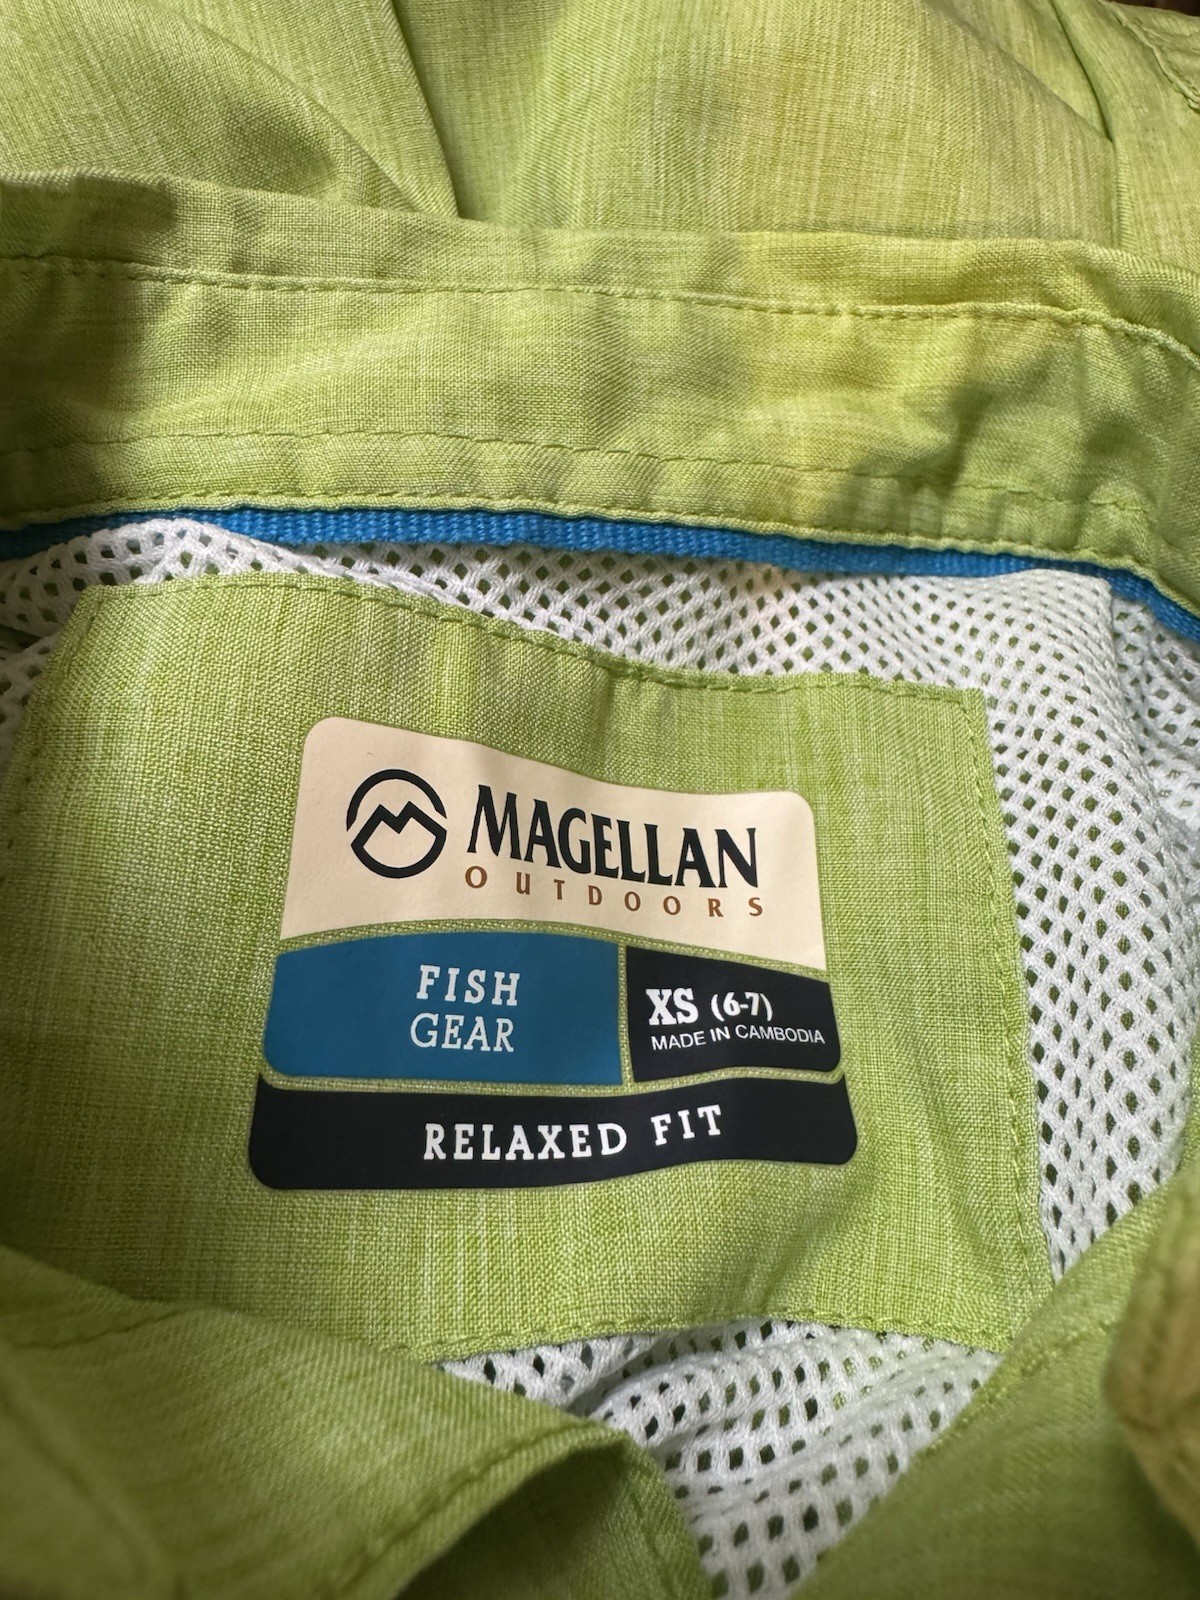 MAGELLAN
OUTDOORS
FISH
GEAR
XS (6-7)
MADE IN CAMBODIA
RELAXED FIT